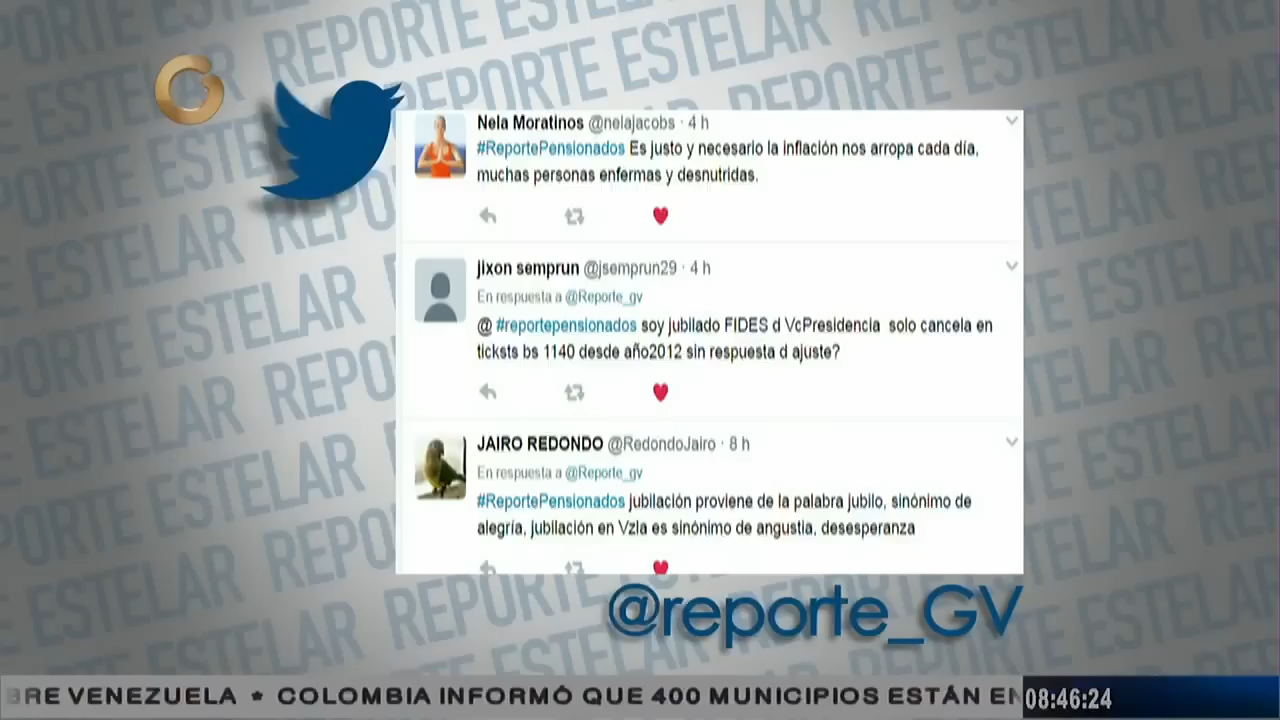 REPORTE ESTELAR
Nela Moratinos @nelajacobs · 4 h
#ReportePensionados Es justo y necesario la inflación nos arropa cada día,
muchas personas enfermas y desnutridas.
jixon semprun @jsemprun29 · 4 h
En respuesta a @Reporte_gv
@ #reportepensionados soy jubilado FIDES d VcPresidencia solo cancela en
ticksts bs 1140 desde año2012 sin respuesta d ajuste?
JAIRO REDONDO @RedondoJairo · 8 h
En respuesta a @Reporte_gv
#ReportePensionados jubilación proviene de la palabra jubilo, sinónimo de
alegría, jubilación en Vzla es sinónimo de angustia, desesperanza
@reporte_GV
BRE VENEZUELA * COLOMBIA INFORMÓ QUE 400 MUNICIPIOS ESTÁN EN
08:46:24